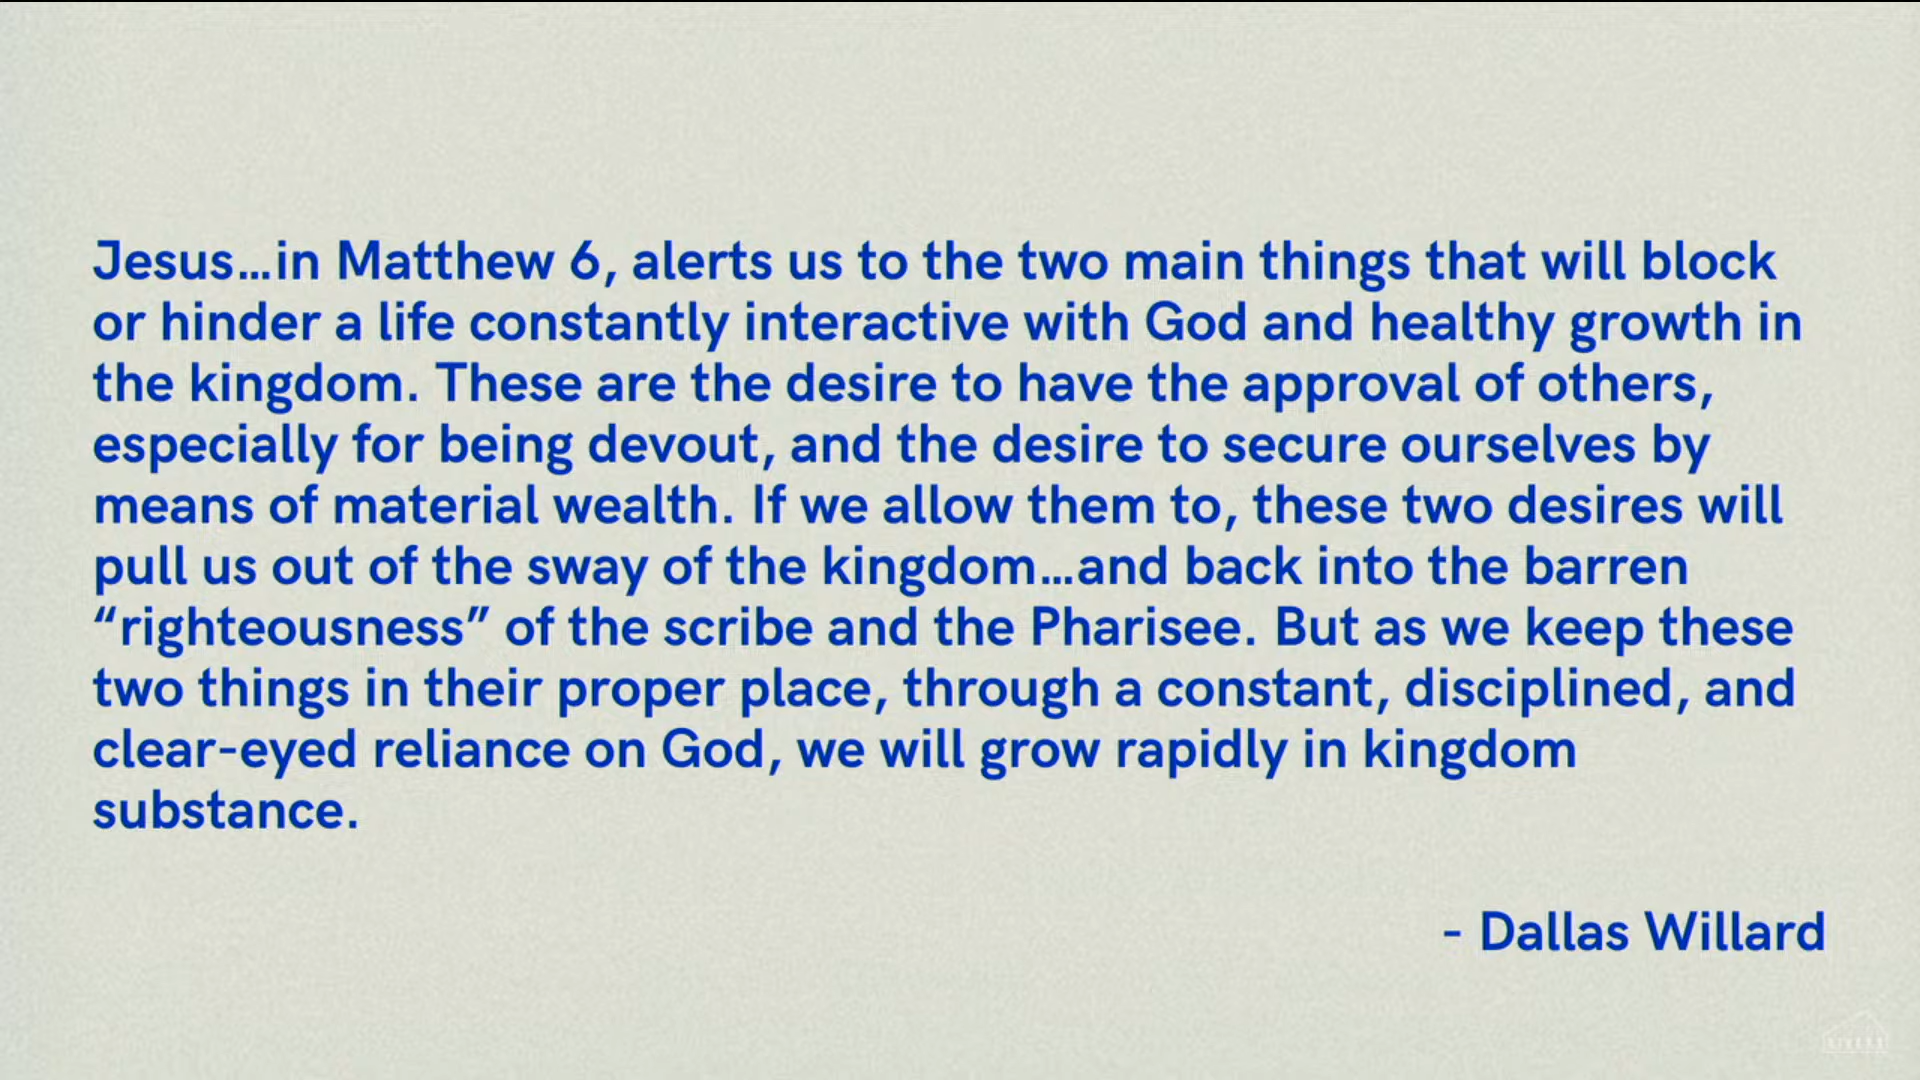 Jesus...in Matthew 6, alerts us to the two main things that will block
or hinder a life constantly interactive with God and healthy growth in
the kingdom. These are the desire to have the approval of others,
especially for being devout, and the desire to secure ourselves by
means of material wealth. If we allow them to, these two desires will
pull us out of the sway of the kingdom...and back into the barren
“righteousness” of the scribe and the Pharisee. But as we keep these
two things in their proper place, through a constant, disciplined, and
clear-eyed reliance on God, we will grow rapidly in kingdom
substance.
- Dallas Willard